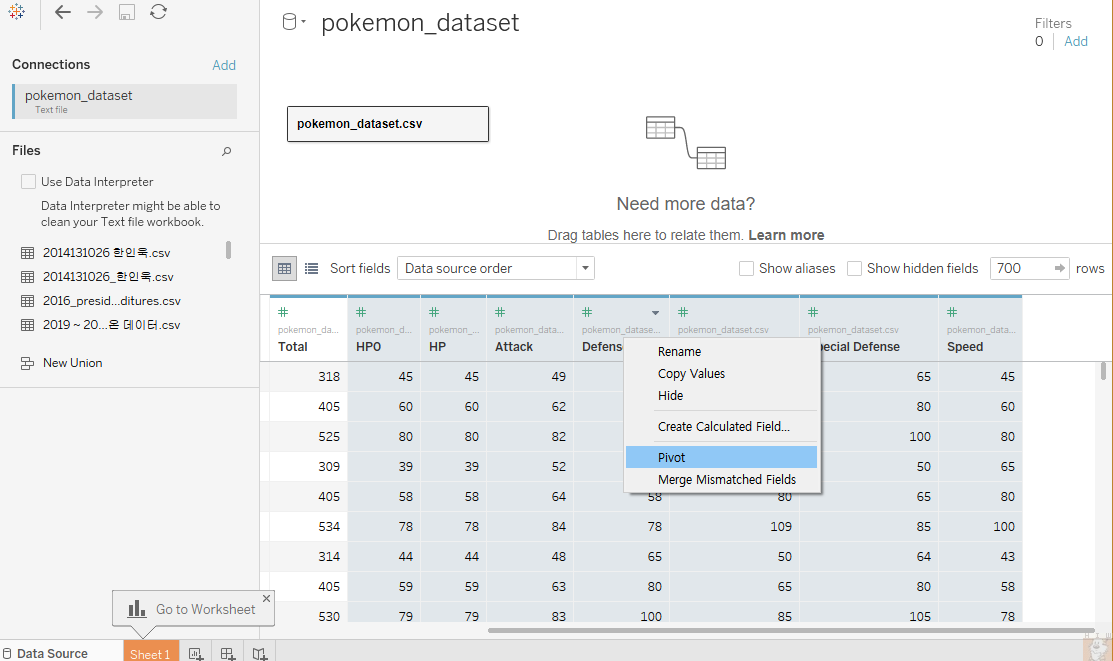 pokemon_dataset
Filters
0 Add
Connections Add
pokemon_dataset
Text file
pokemon_dataset.csv
Files
Use Data Interpreter
Data Interpreter might be able to
clean your Text file workbook.
2014131026 한인욱.csv
2014131026_한인욱.csv
2016_presid...ditures.csv
2019 ~ 20...온 데이터.csv
New Union
Need more data?
Drag tables here to relate them. Learn more
Sort fields Data source order Show aliases Show hidden fields 700 rows
# # # # # # # #
pokemon_da... pokemon_d... pokemon_... pokemon_data... pokemon_datase... pokemon_dataset.csv pokemon_dataset.csv pokemon_data...
Total HP0 HP Attack Defens pecial Defense Speed
Rename
Copy Values
Hide
Create Calculated Field...
Pivot
Merge Mismatched Fields
318 45 45 49 65 45
405 60 60 62 80 60
525 80 80 82 100 80
309 39 39 52 50 65
405 58 58 64 58 80 65 80
534 78 78 84 78 109 85 100
314 44 44 48 65 50 64 43
405 59 59 63 80 65 80 58
530 79 79 83 100 85 105 78
Go to Worksheet
Data Source Sheet 1